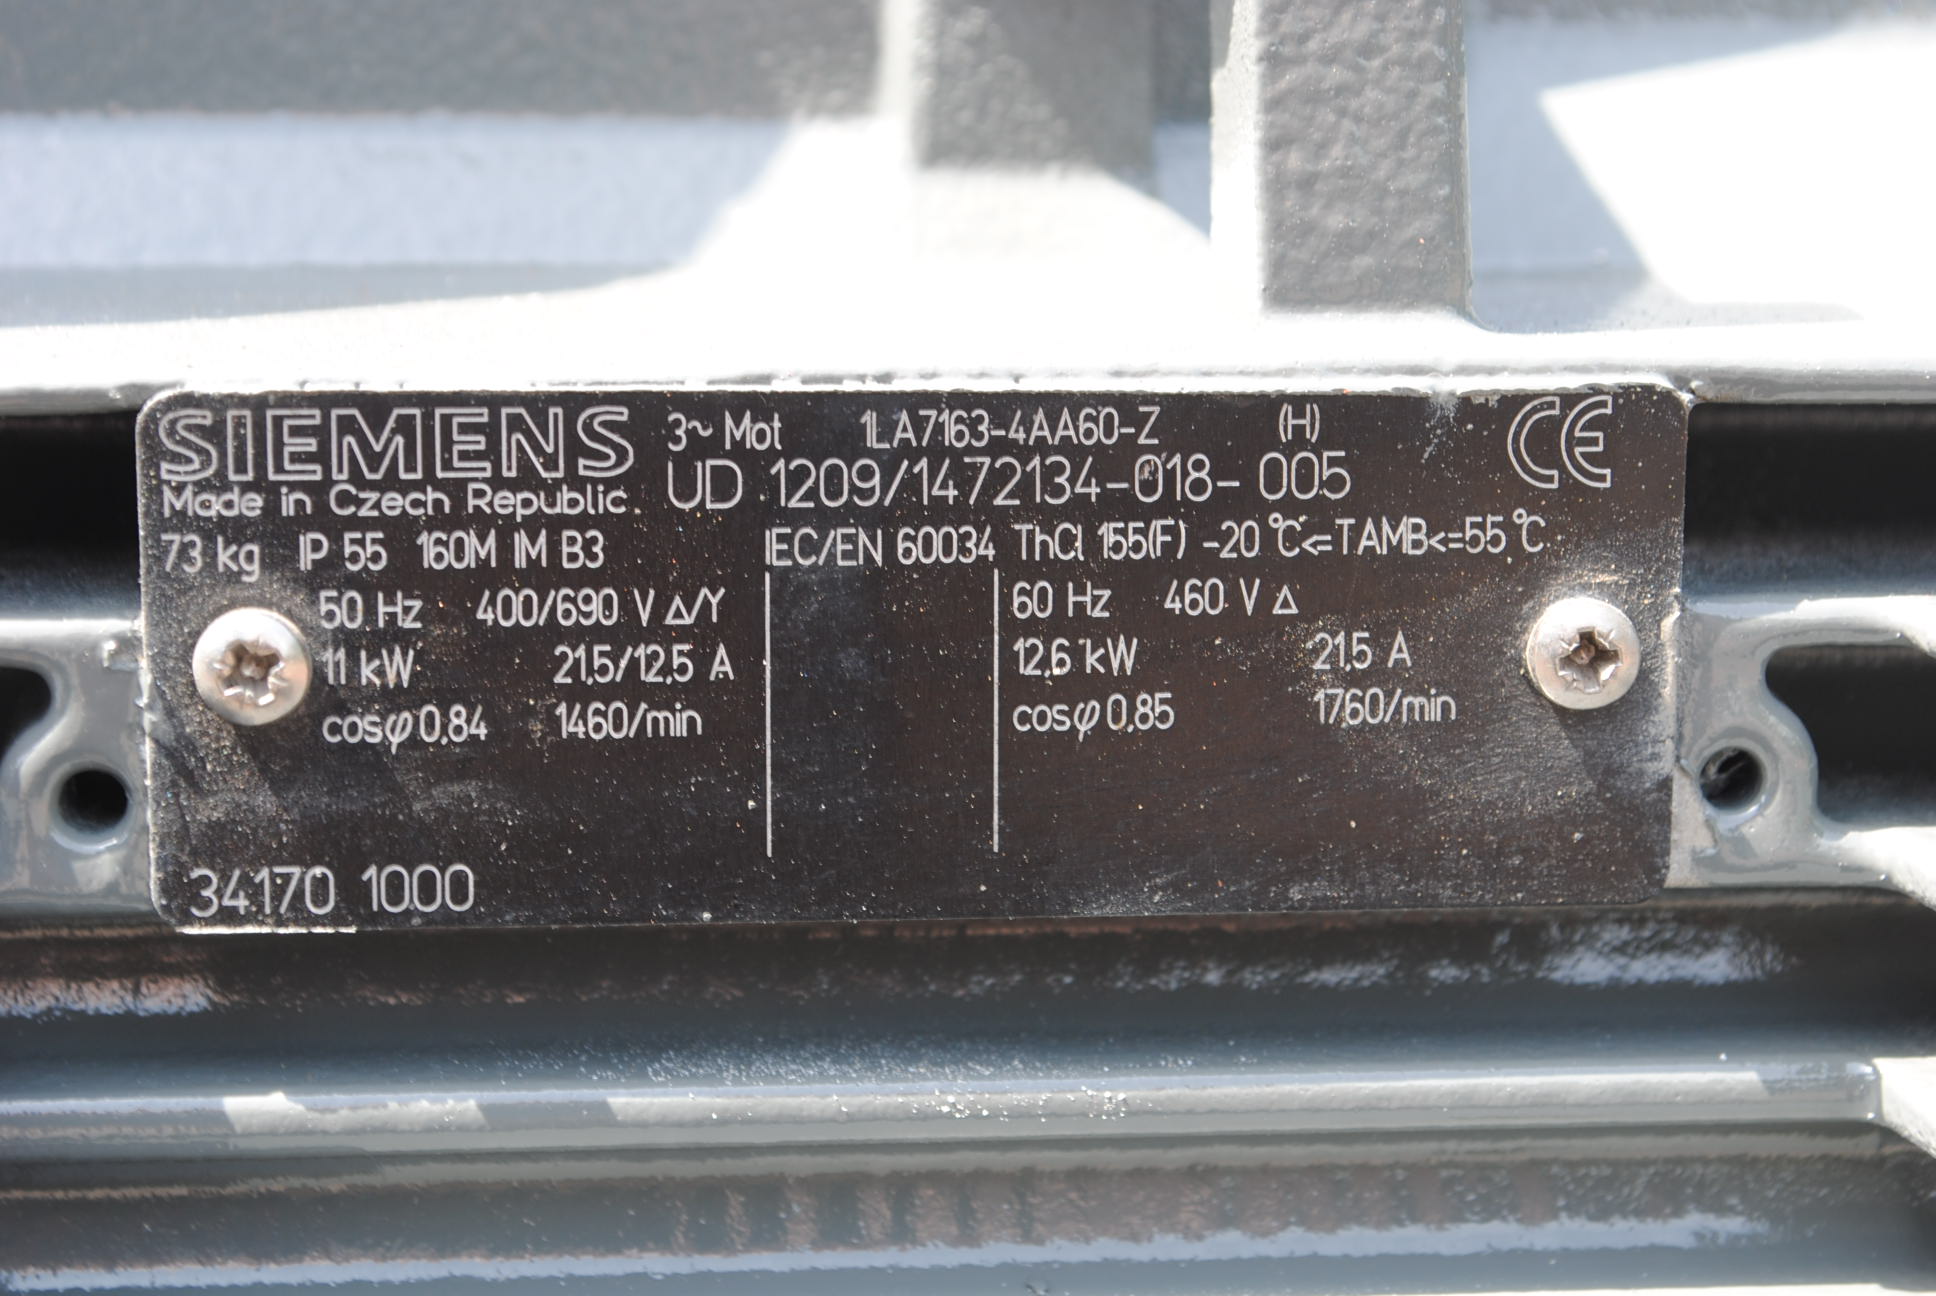 SIEMENS 3~ Mot 1LA7163-4AA60-Z (H) CE
Made in Czech Republic. UD 1209/1472134-018-005
73 kg IP 55 160M IM B3 IEC/EN 60034 ThCl 155(F) -20 °C<=TAMB<=55 °C
50 Hz 400/690 V Δ/Y 60 Hz 460 V Δ
11 kW 21,5/12,5 A 12,6 kW 21,5 A
cosφ 0,84 1460/min cosφ 0,85 1760/min
34170 1000